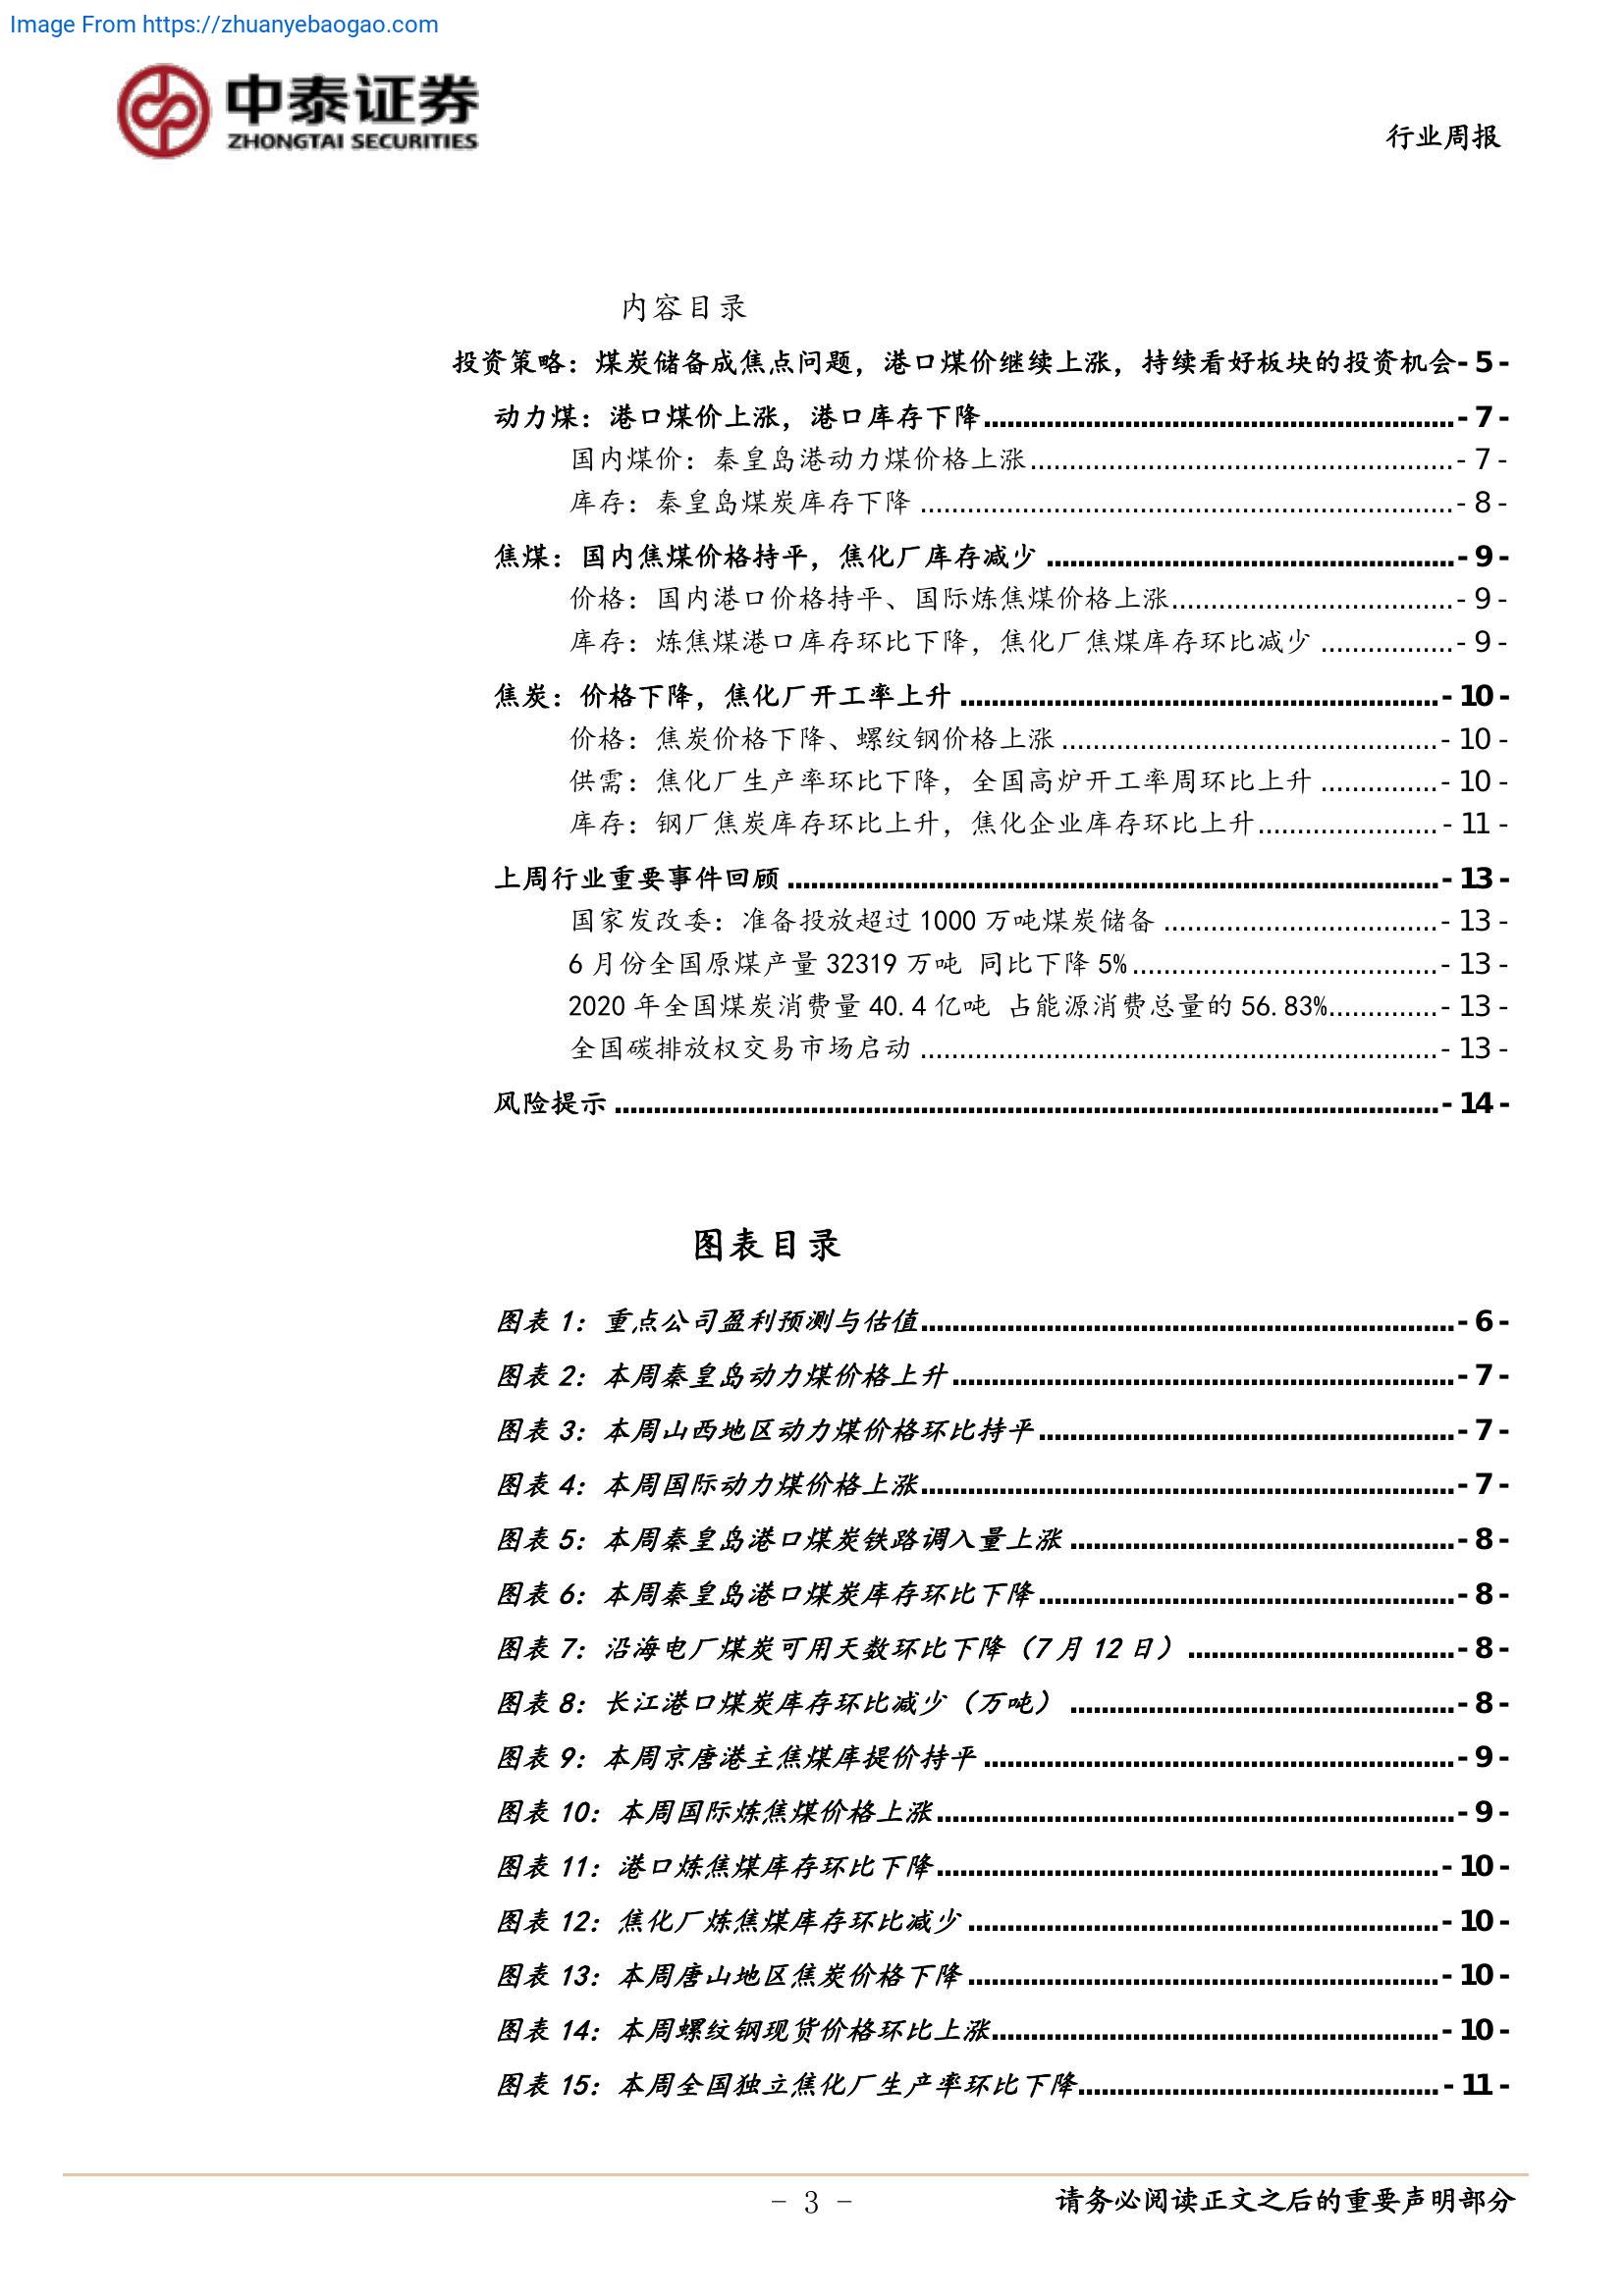 Image From https://zhuanyebaogao.com
中泰证券
ZHONGTAI SECURITIES
行业周报
内容目录
投资策略：煤炭储备成焦点问题，港口煤价继续上涨，持续看好板块的投资机会- 5 -
动力煤：港口煤价上涨，港口库存下降............................................................- 7 -
国内煤价：秦皇岛港动力煤价格上涨......................................................- 7 -
库存：秦皇岛煤炭库存下降 ....................................................................- 8 -
焦煤：国内焦煤价格持平，焦化厂库存减少 ....................................................- 9 -
价格：国内港口价格持平、国际炼焦煤价格上涨....................................- 9 -
库存：炼焦煤港口库存环比下降，焦化厂焦煤库存环比减少 .................- 9 -
焦炭：价格下降，焦化厂开工率上升 .............................................................- 10 -
价格：焦炭价格下降、螺纹钢价格上涨 ................................................- 10 -
供需：焦化厂生产率环比下降，全国高炉开工率周环比上升 ...............- 10 -
库存：钢厂焦炭库存环比上升，焦化企业库存环比上升.......................- 11 -
上周行业重要事件回顾 ...................................................................................- 13 -
国家发改委：准备投放超过 1000 万吨煤炭储备 ...................................- 13 -
6 月份全国原煤产量 32319 万吨 同比下降 5%.......................................- 13 -
2020 年全国煤炭消费量 40.4 亿吨 占能源消费总量的 56.83%..............- 13 -
全国碳排放权交易市场启动 ..................................................................- 13 -
风险提示 .........................................................................................................- 14 -
图表目录
图表 1：重点公司盈利预测与估值....................................................................- 6 -
图表 2：本周秦皇岛动力煤价格上升................................................................- 7 -
图表 3：本周山西地区动力煤价格环比持平.....................................................- 7 -
图表 4：本周国际动力煤价格上涨....................................................................- 7 -
图表 5：本周秦皇岛港口煤炭铁路调入量上涨 .................................................- 8 -
图表 6：本周秦皇岛港口煤炭库存环比下降.....................................................- 8 -
图表 7：沿海电厂煤炭可用天数环比下降（7 月 12 日） ..................................- 8 -
图表 8：长江港口煤炭库存环比减少（万吨） .................................................- 8 -
图表 9：本周京唐港主焦煤库提价持平 ............................................................- 9 -
图表 10：本周国际炼焦煤价格上涨..................................................................- 9 -
图表 11：港口炼焦煤库存环比下降................................................................- 10 -
图表 12：焦化厂炼焦煤库存环比减少 ............................................................- 10 -
图表 13：本周唐山地区焦炭价格下降 ............................................................- 10 -
图表 14：本周螺纹钢现货价格环比上涨.........................................................- 10 -
图表 15：本周全国独立焦化厂生产率环比下降..............................................- 11 -
- 3 -
请务必阅读正文之后的重要声明部分